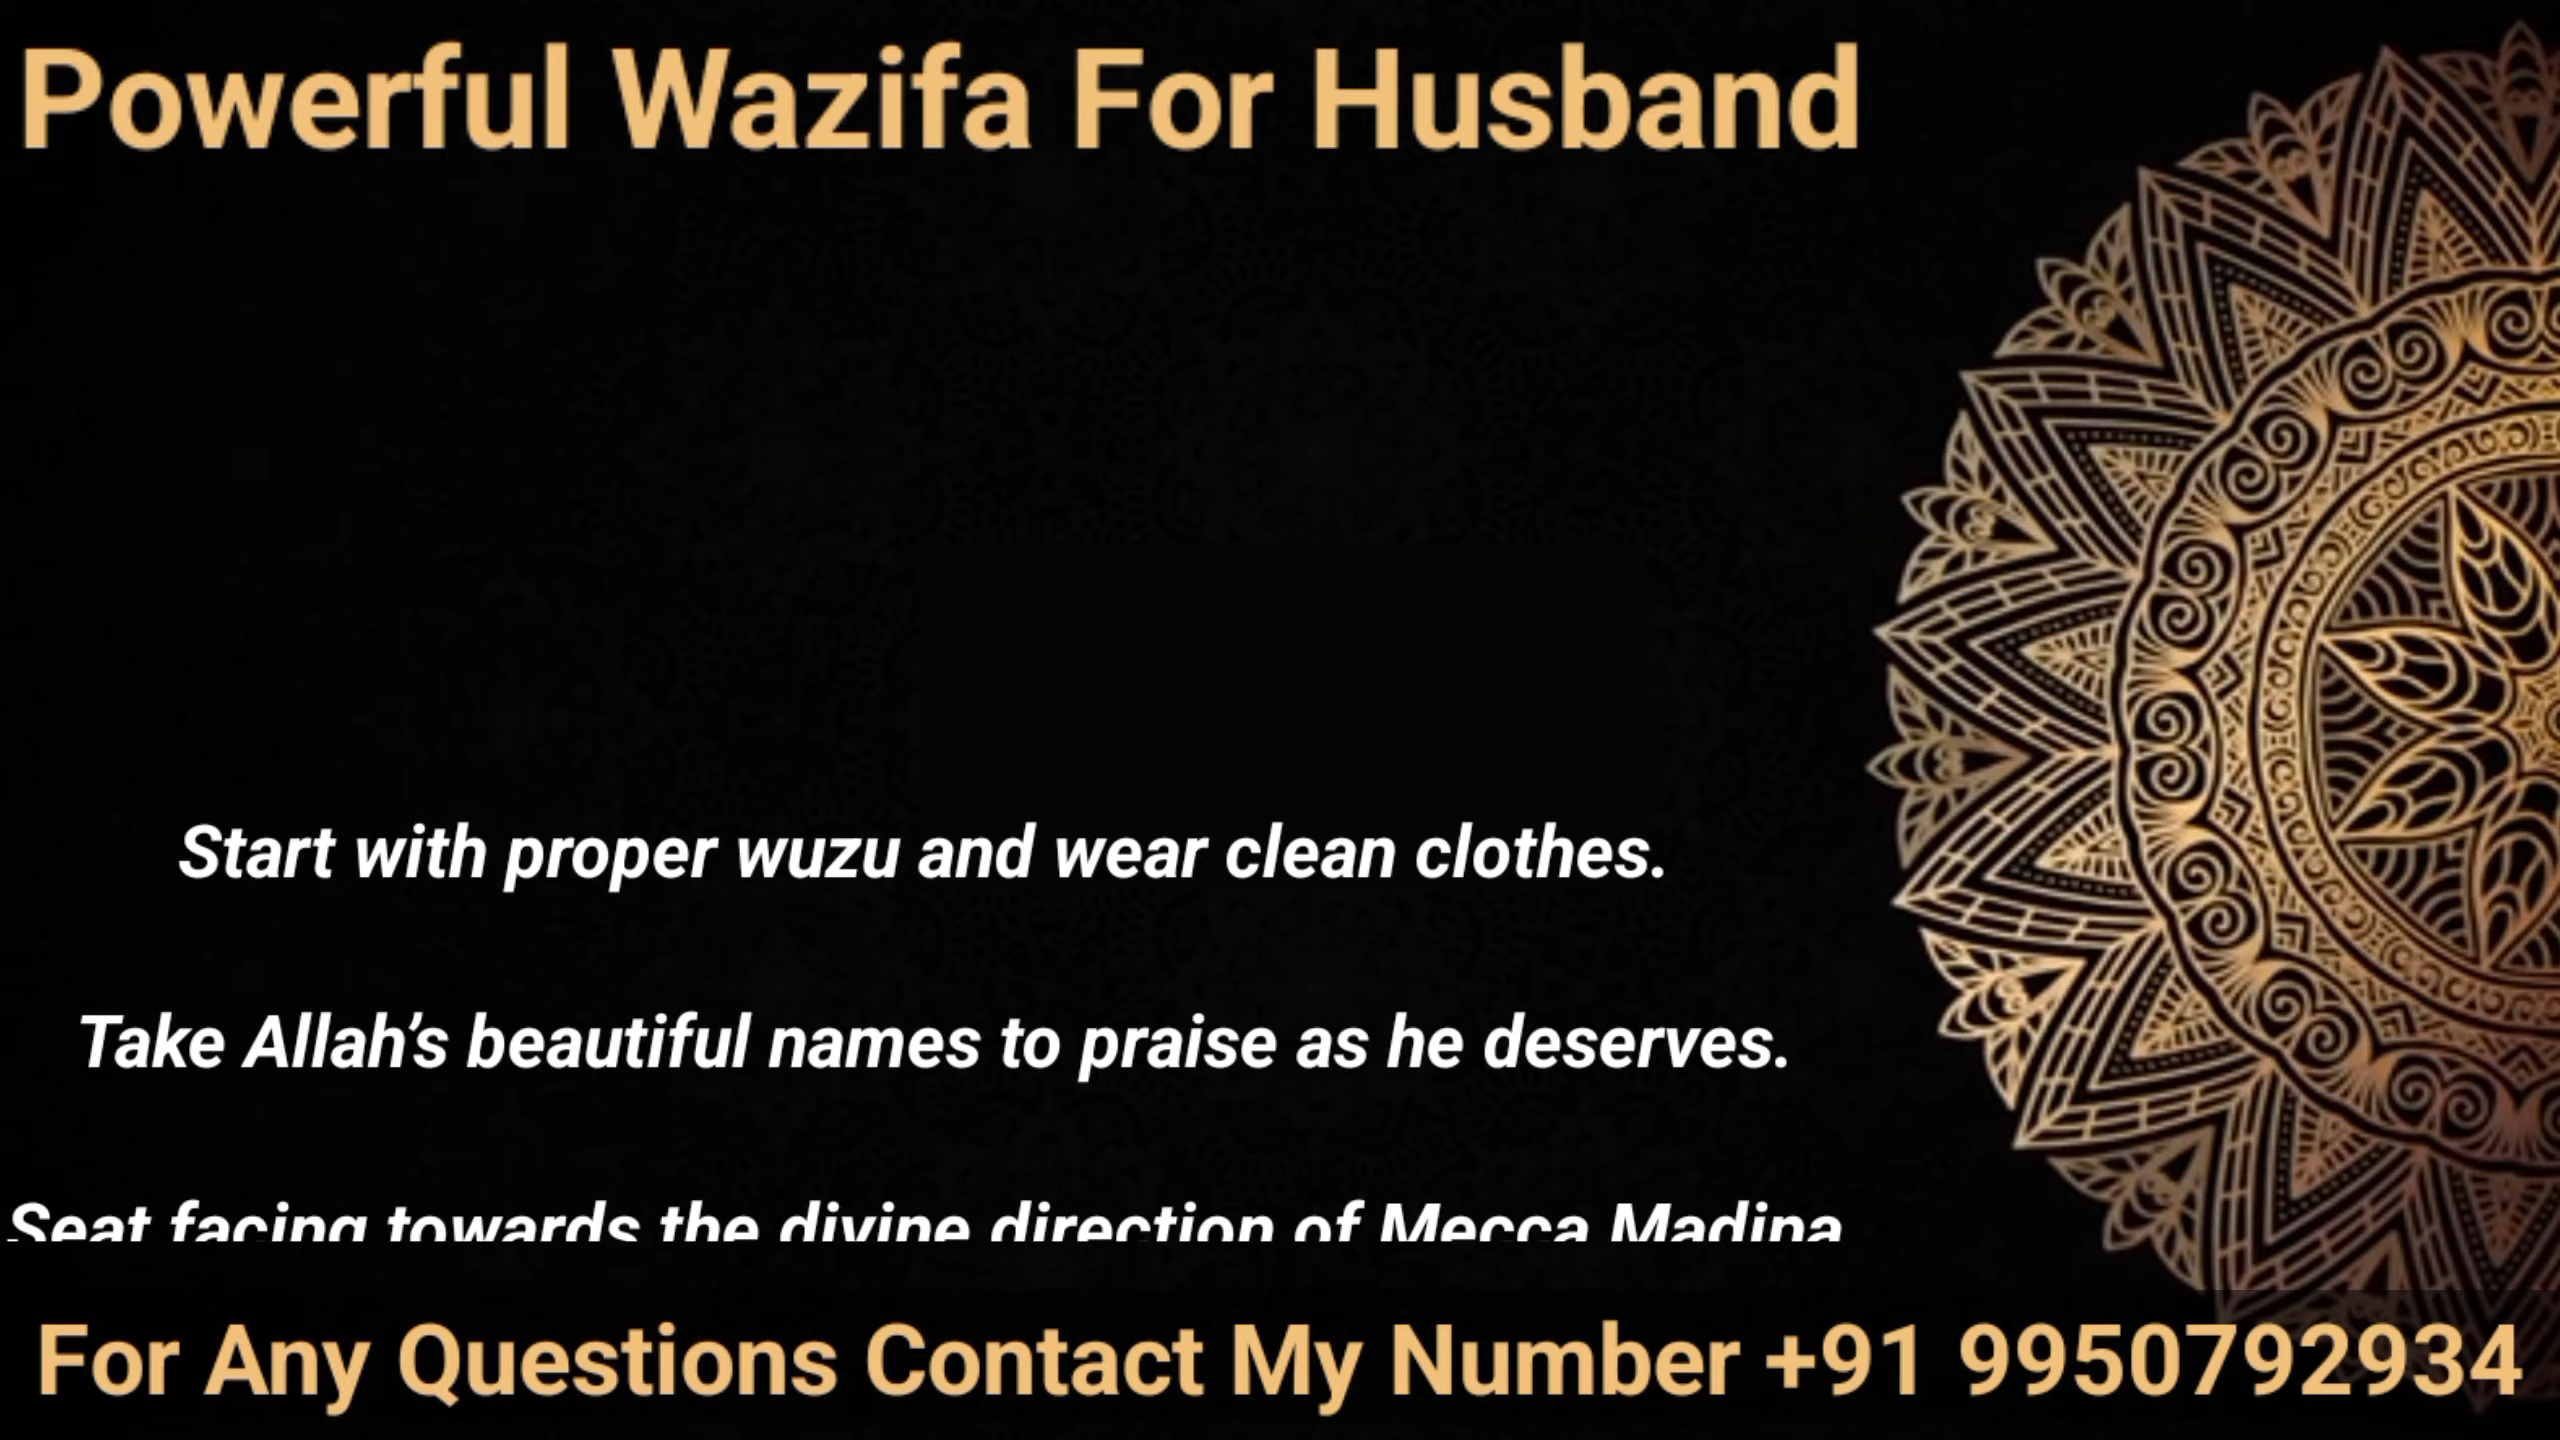 Powerful Wazifa For Husband
Start with proper wuzu and wear clean clothes.
Take Allah’s beautiful names to praise as he deserves.
Seat facing towards the divine direction of Mecca Madina
For Any Questions Contact My Number +91 9950792934